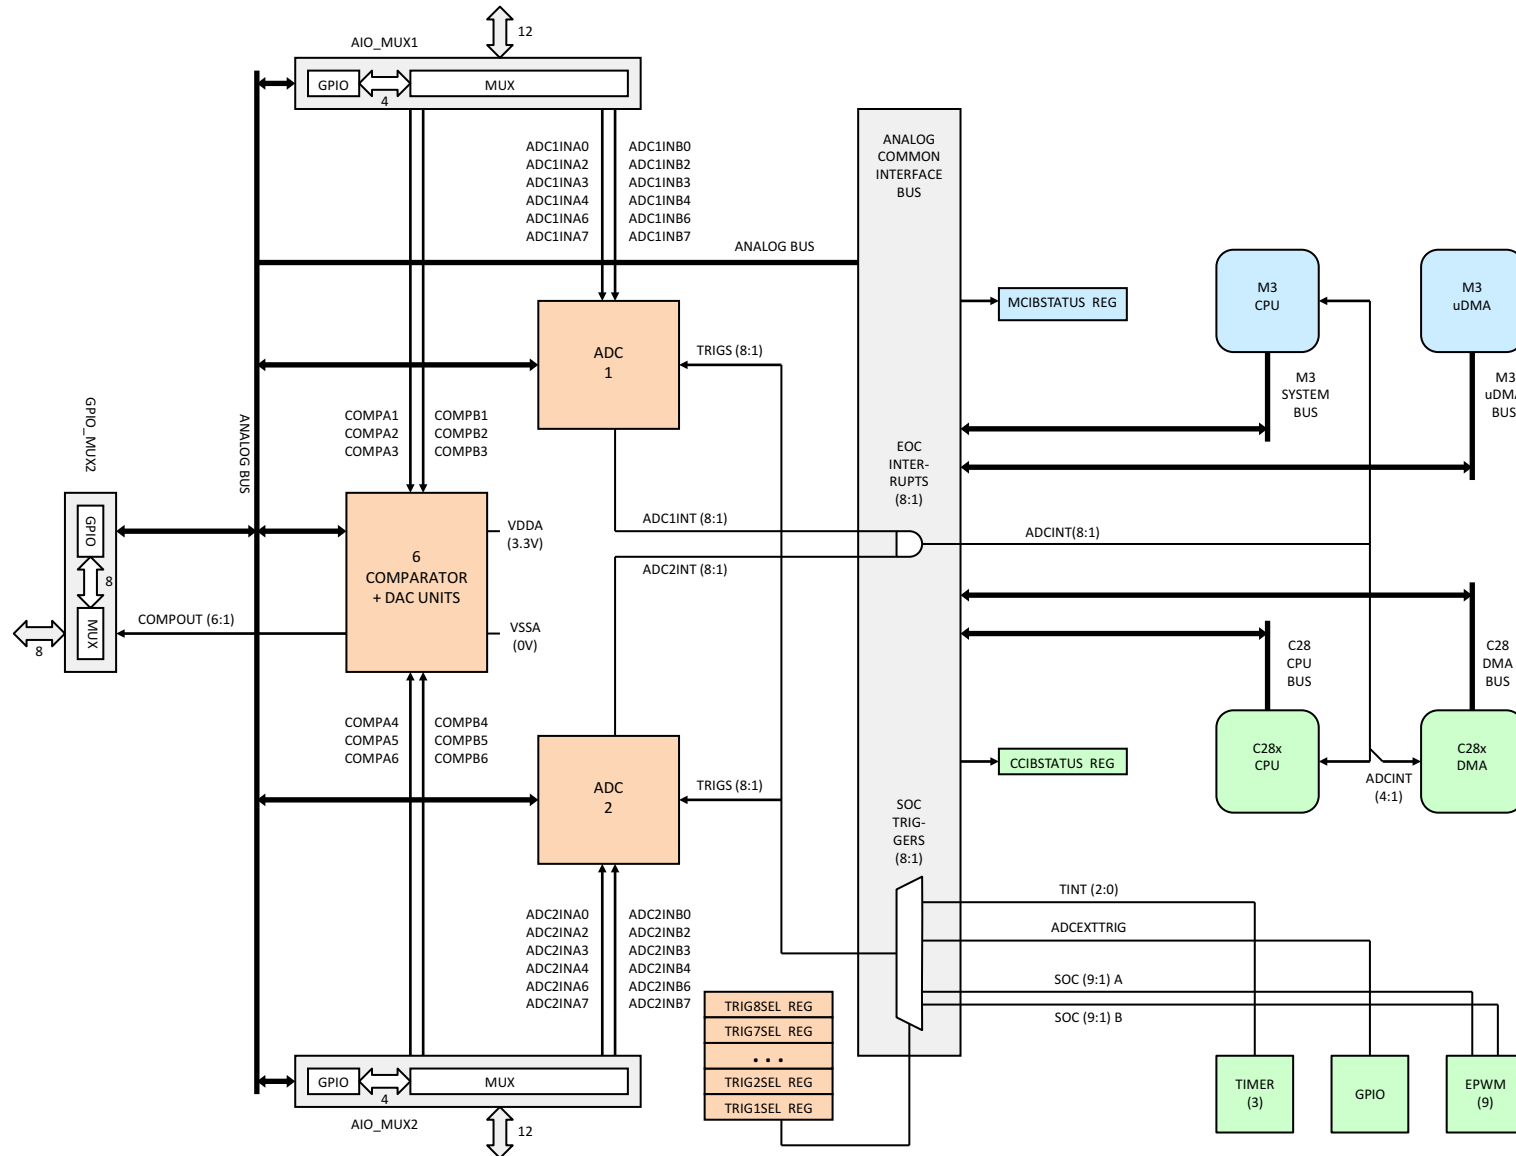 12
AIO_MUX1
GPIO
4
MUX
ADC1INA0
ADC1INA2
ADC1INA3
ADC1INA4
ADC1INA6
ADC1INA7
ADC1INB0
ADC1INB2
ADC1INB3
ADC1INB4
ADC1INB6
ADC1INB7
ANALOG
COMMON
INTERFACE
BUS
ANALOG BUS
MCIBSTATUS REG
M3
CPU
M3
uDMA
ADC
1
TRIGS (8:1)
M3
SYSTEM
BUS
M3
uDMA
BUS
GPIO_MUX2
ANALOG BUS
COMPA1
COMPA2
COMPA3
COMPB1
COMPB2
COMPB3
EOC
INTER-
RUPTS
(8:1)
GPIO
8
MUX
8
COMPOUT (6:1)
6
COMPARATOR
+ DAC UNITS
VDDA
(3.3V)
VSSA
(0V)
ADC1INT (8:1)
ADC2INT (8:1)
ADCINT(8:1)
C28
CPU
BUS
C28
DMA
BUS
COMPA4
COMPA5
COMPA6
COMPB4
COMPB5
COMPB6
ADC
2
TRIGS (8:1)
CCIBSTATUS REG
C28x
CPU
ADCINT
(4:1)
C28x
DMA
SOC
TRIG-
GERS
(8:1)
TINT (2:0)
ADCEXTTRIG
SOC (9:1) A
SOC (9:1) B
ADC2INA0
ADC2INA2
ADC2INA3
ADC2INA4
ADC2INA6
ADC2INA7
ADC2INB0
ADC2INB2
ADC2INB3
ADC2INB4
ADC2INB6
ADC2INB7
TRIG8SEL REG
TRIG7SEL REG
. . .
TRIG2SEL REG
TRIG1SEL REG
GPIO
4
MUX
AIO_MUX2
12
TIMER
(3)
GPIO
EPWM
(9)